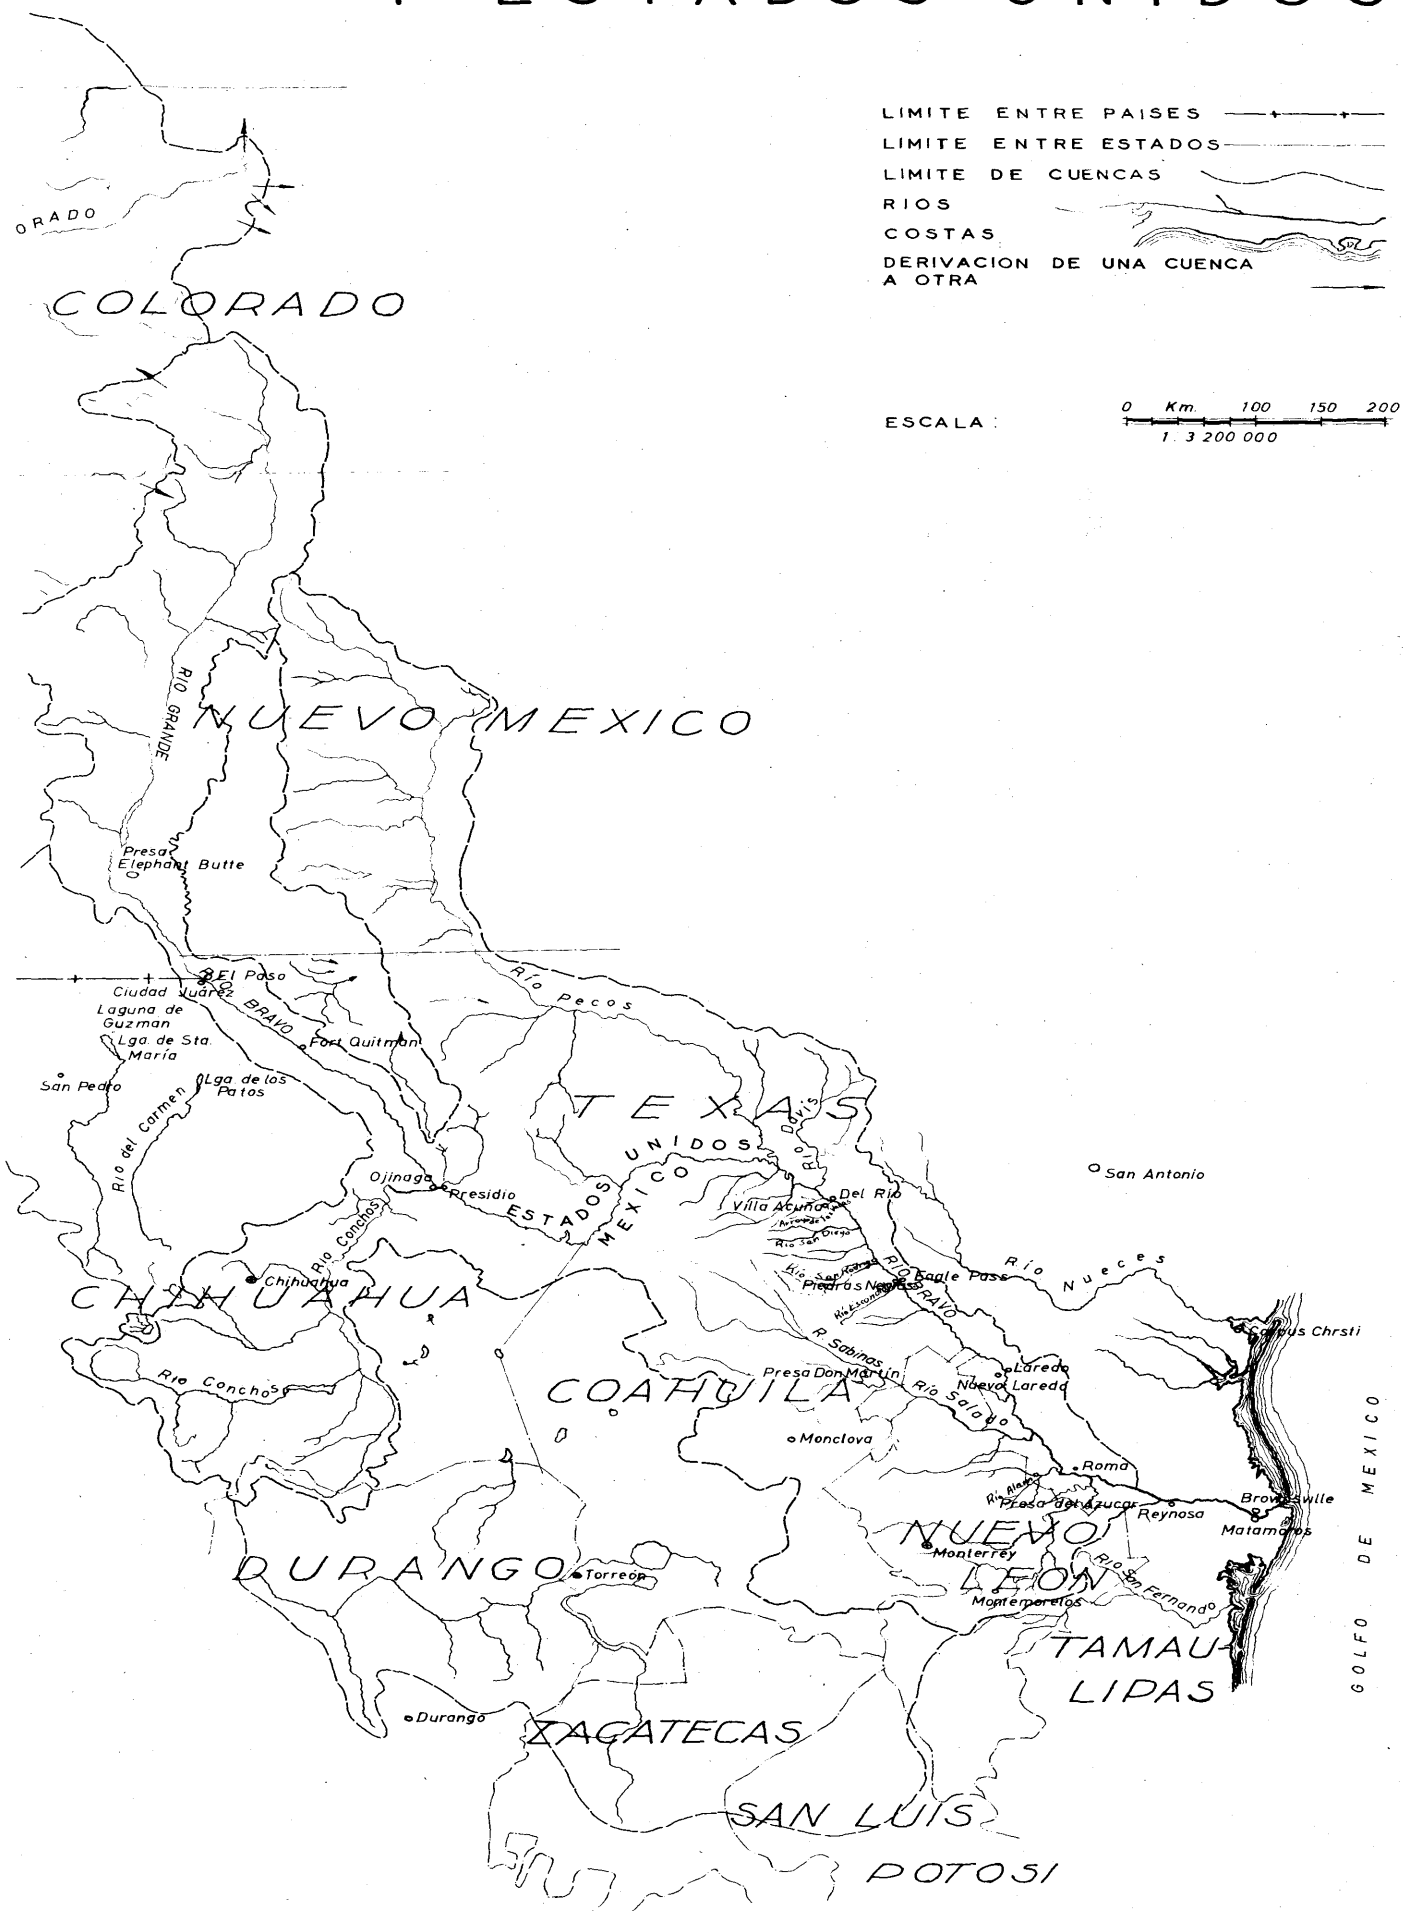 Y ESTADOS UNIDOS
LIMITE ENTRE PAISES
LIMITE ENTRE ESTADOS
LIMITE DE CUENCAS
RIOS
COSTAS
DERIVACION DE UNA CUENCA
A OTRA
ORADO
COLORADO
ESCALA:
0 Km. 100 150 200
1. 3 200 000
RIO GRANDE
NUEVO MEXICO
Presa
Elephant Butte
El Paso
Ciudad Juárez
BRAVO
Laguna de
Guzman
Lga. de Sta.
María
Fort Quitman
San Pedro
Lga. de los
Patos
Río del Carmen
Río Pecos
TEXAS
Rio Davis
ESTADOS UNIDOS
MEXICO
San Antonio
Ojinaga
Presidio
Del Río
Villa Acuña
Río San Diego
Río Conchos
Chihuahua
CHIHUAHUA
Río San Rodrigo
Piedras Negras
Eagle Pass
Río Escondido
RIO BRAVO
Río Nueces
Corpus Chrsti
R. Sabinas
Laredo
Presa Don Martín
Nuevo Laredo
Río Conchos
COAHUILA
Río Salado
Monclova
Roma
Río Alamo
Presa del Azucar
Reynosa
Brownsville
Matamoros
NUEVO
LEON
Monterrey
Río San Fernando
Montemorelos
DURANGO
Torreón
TAMAU-
LIPAS
GOLFO DE MEXICO
Durango
ZACATECAS
SAN LUIS
POTOSI